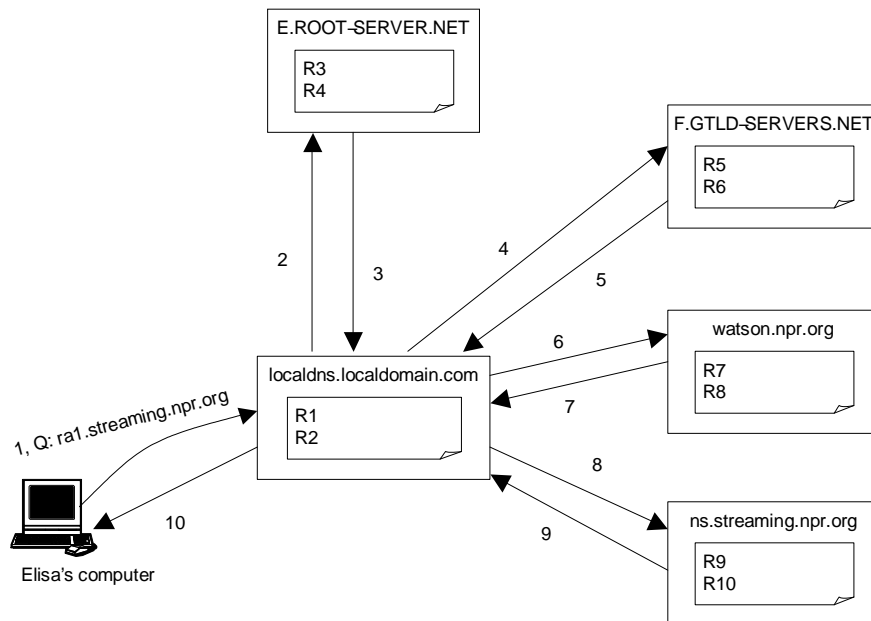 E.ROOT-SERVER.NET
R3
R4
F.GTLD-SERVERS.NET
R5
R6
2
3
4
5
watson.npr.org
R7
R8
6
7
localdns.localdomain.com
R1
R2
1, Q: ra1.streaming.npr.org
8
9
10
ns.streaming.npr.org
R9
R10
Elisa's computer